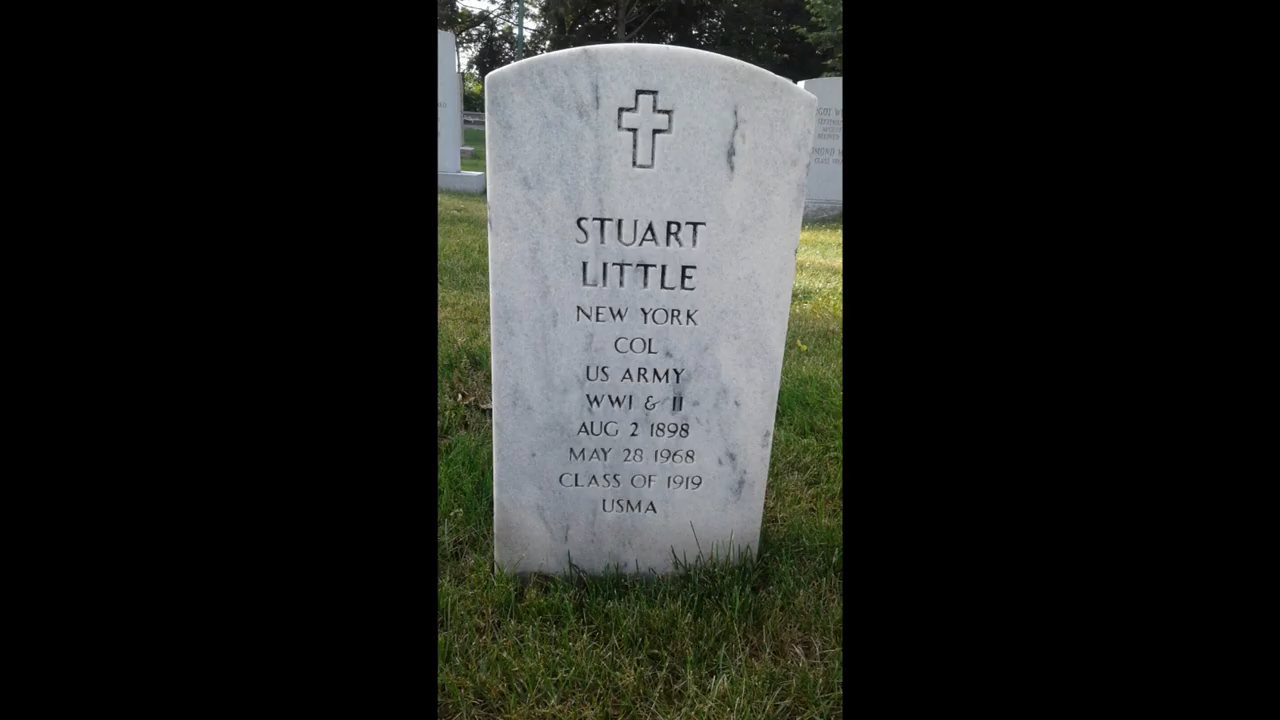 STUART
LITTLE
NEW YORK
COL
US ARMY
WWI & II
AUG 2 1898
MAY 28 1968
CLASS OF 1919
USMA